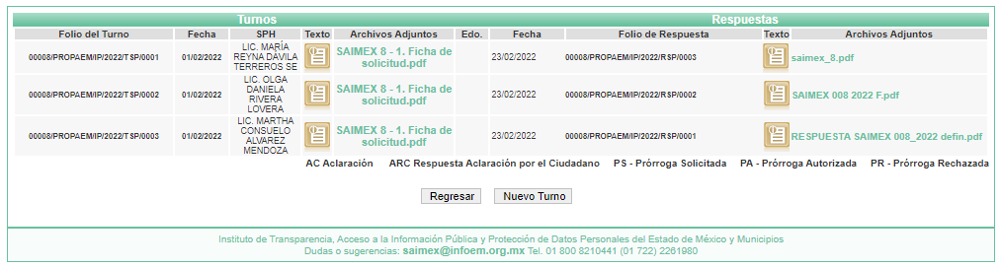 Turnos Respuestas
Folio del Turno Fecha SPH Texto Archivos Adjuntos Edo. Fecha Folio de Respuesta Texto Archivos Adjuntos
00008/PROPAEM/IP/2022/TSP/0001 01/02/2022 LIC. MARÍA
REYNA DAVILA
TERREROS SE SAIMEX 8 - 1. Ficha de
solicitud.pdf 23/02/2022 00008/PROPAEM/IP/2022/RSP/0003 saimex_8.pdf
00008/PROPAEM/IP/2022/TSP/0002 01/02/2022 LIC. OLGA
DANIELA
RIVERA
LOVERA SAIMEX 8 - 1. Ficha de
solicitud.pdf 23/02/2022 00008/PROPAEM/IP/2022/RSP/0002 SAIMEX 008 2022 F.pdf
00008/PROPAEM/IP/2022/TSP/0003 01/02/2022 LIC. MARTHA
CONSUELO
ALVAREZ
MENDOZA SAIMEX 8 - 1. Ficha de
solicitud.pdf 23/02/2022 00008/PROPAEM/IP/2022/RSP/0001 RESPUESTA SAIMEX 008_2022 defin.pdf
AC Aclaración ARC Respuesta Aclaración por el Ciudadano PS - Prórroga Solicitada PA - Prórroga Autorizada PR - Prórroga Rechazada
Regresar Nuevo Turno
Instituto de Transparencia, Acceso a la Información Pública y Protección de Datos Personales del Estado de México y Municipios
Dudas o sugerencias: saimex@infoem.org.mx Tel. 01 800 8210441 (01 722) 2261980